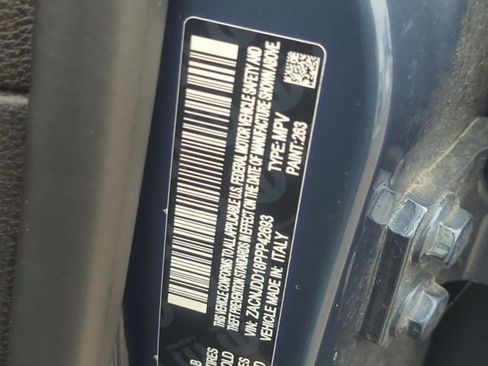 THIS VEHICLE CONFORMS TO ALL APPLICABLE U.S. FEDERAL MOTOR VEHICLE SAFETY AND
THEFT PREVENTION STANDARDS IN EFFECT ON THE DATE OF MANUFACTURE SHOWN ABOVE
VIN: ZACNJDD18PPP42693 TYPE: MPV
VEHICLE MADE IN: ITALY PAINT: 263